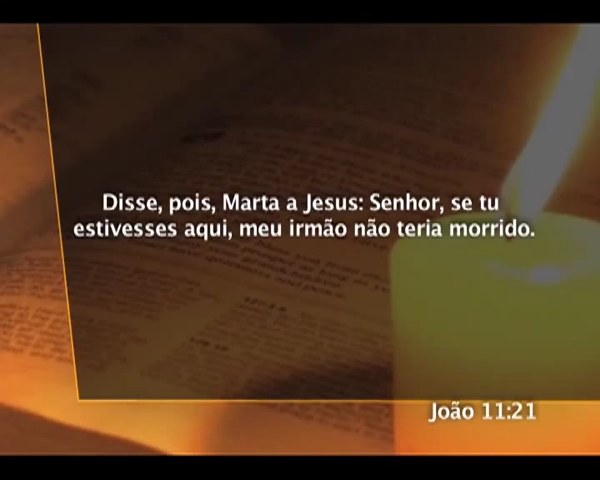 Disse, pois, Marta a Jesus: Senhor, se tu
estivesses aqui, meu irmão não teria morrido.
João 11:21